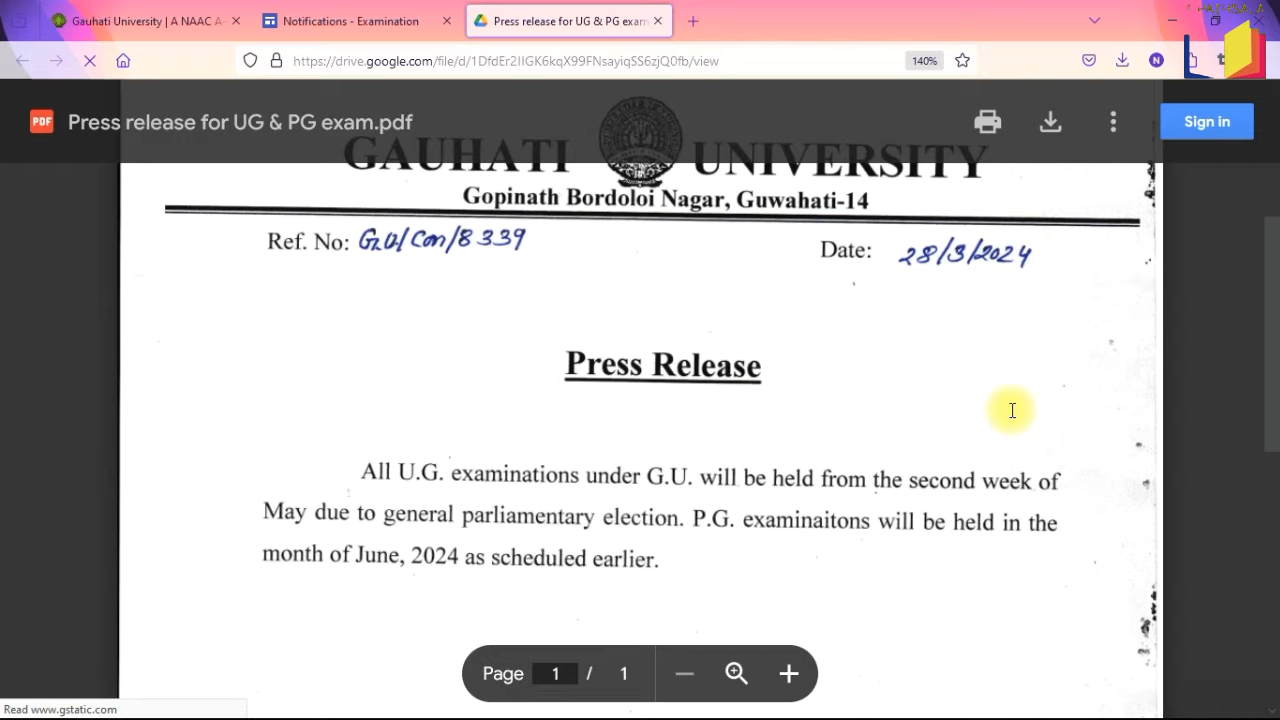 Gauhati University | A NAAC A
Notifications - Examination
Press release for UG & PG exam
https://drive.google.com/file/d/1DfdEr2IIGK6kqX99FNsayiqSS6zjQ0fb/view
140%
N
PDF
Press release for UG & PG exam.pdf
Sign in
GAUHATI UNIVERSITY
Gopinath Bordoloi Nagar, Guwahati-14
Ref. No: G.U/Con/8339
Date: 28/3/2024
Press Release
All U.G. examinations under G.U. will be held from the second week of
May due to general parliamentary election. P.G. examinaitons will be held in the
month of June, 2024 as scheduled earlier.
Page 1 / 1
Read www.gstatic.com